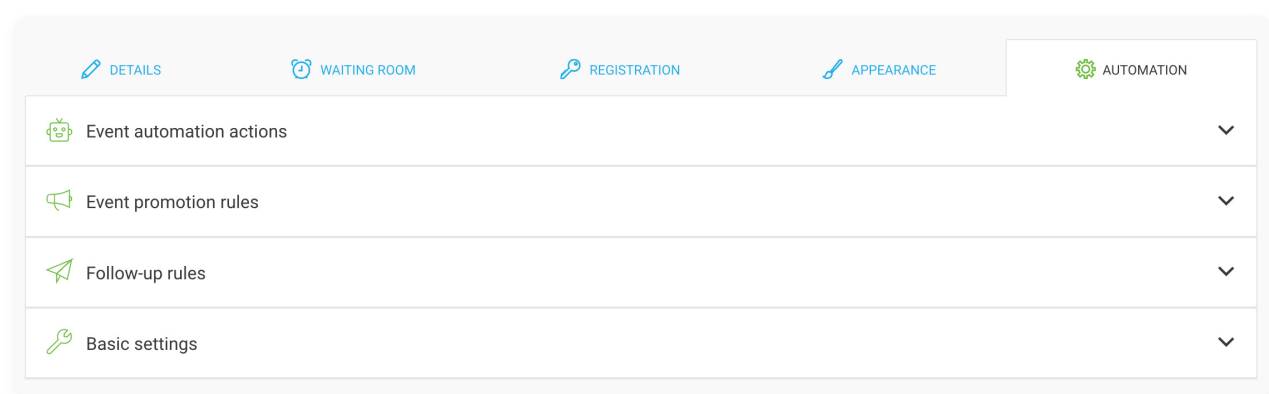 DETAILS
WAITING ROOM
REGISTRATION
APPEARANCE
AUTOMATION
Event automation actions
Event promotion rules
Follow-up rules
Basic settings